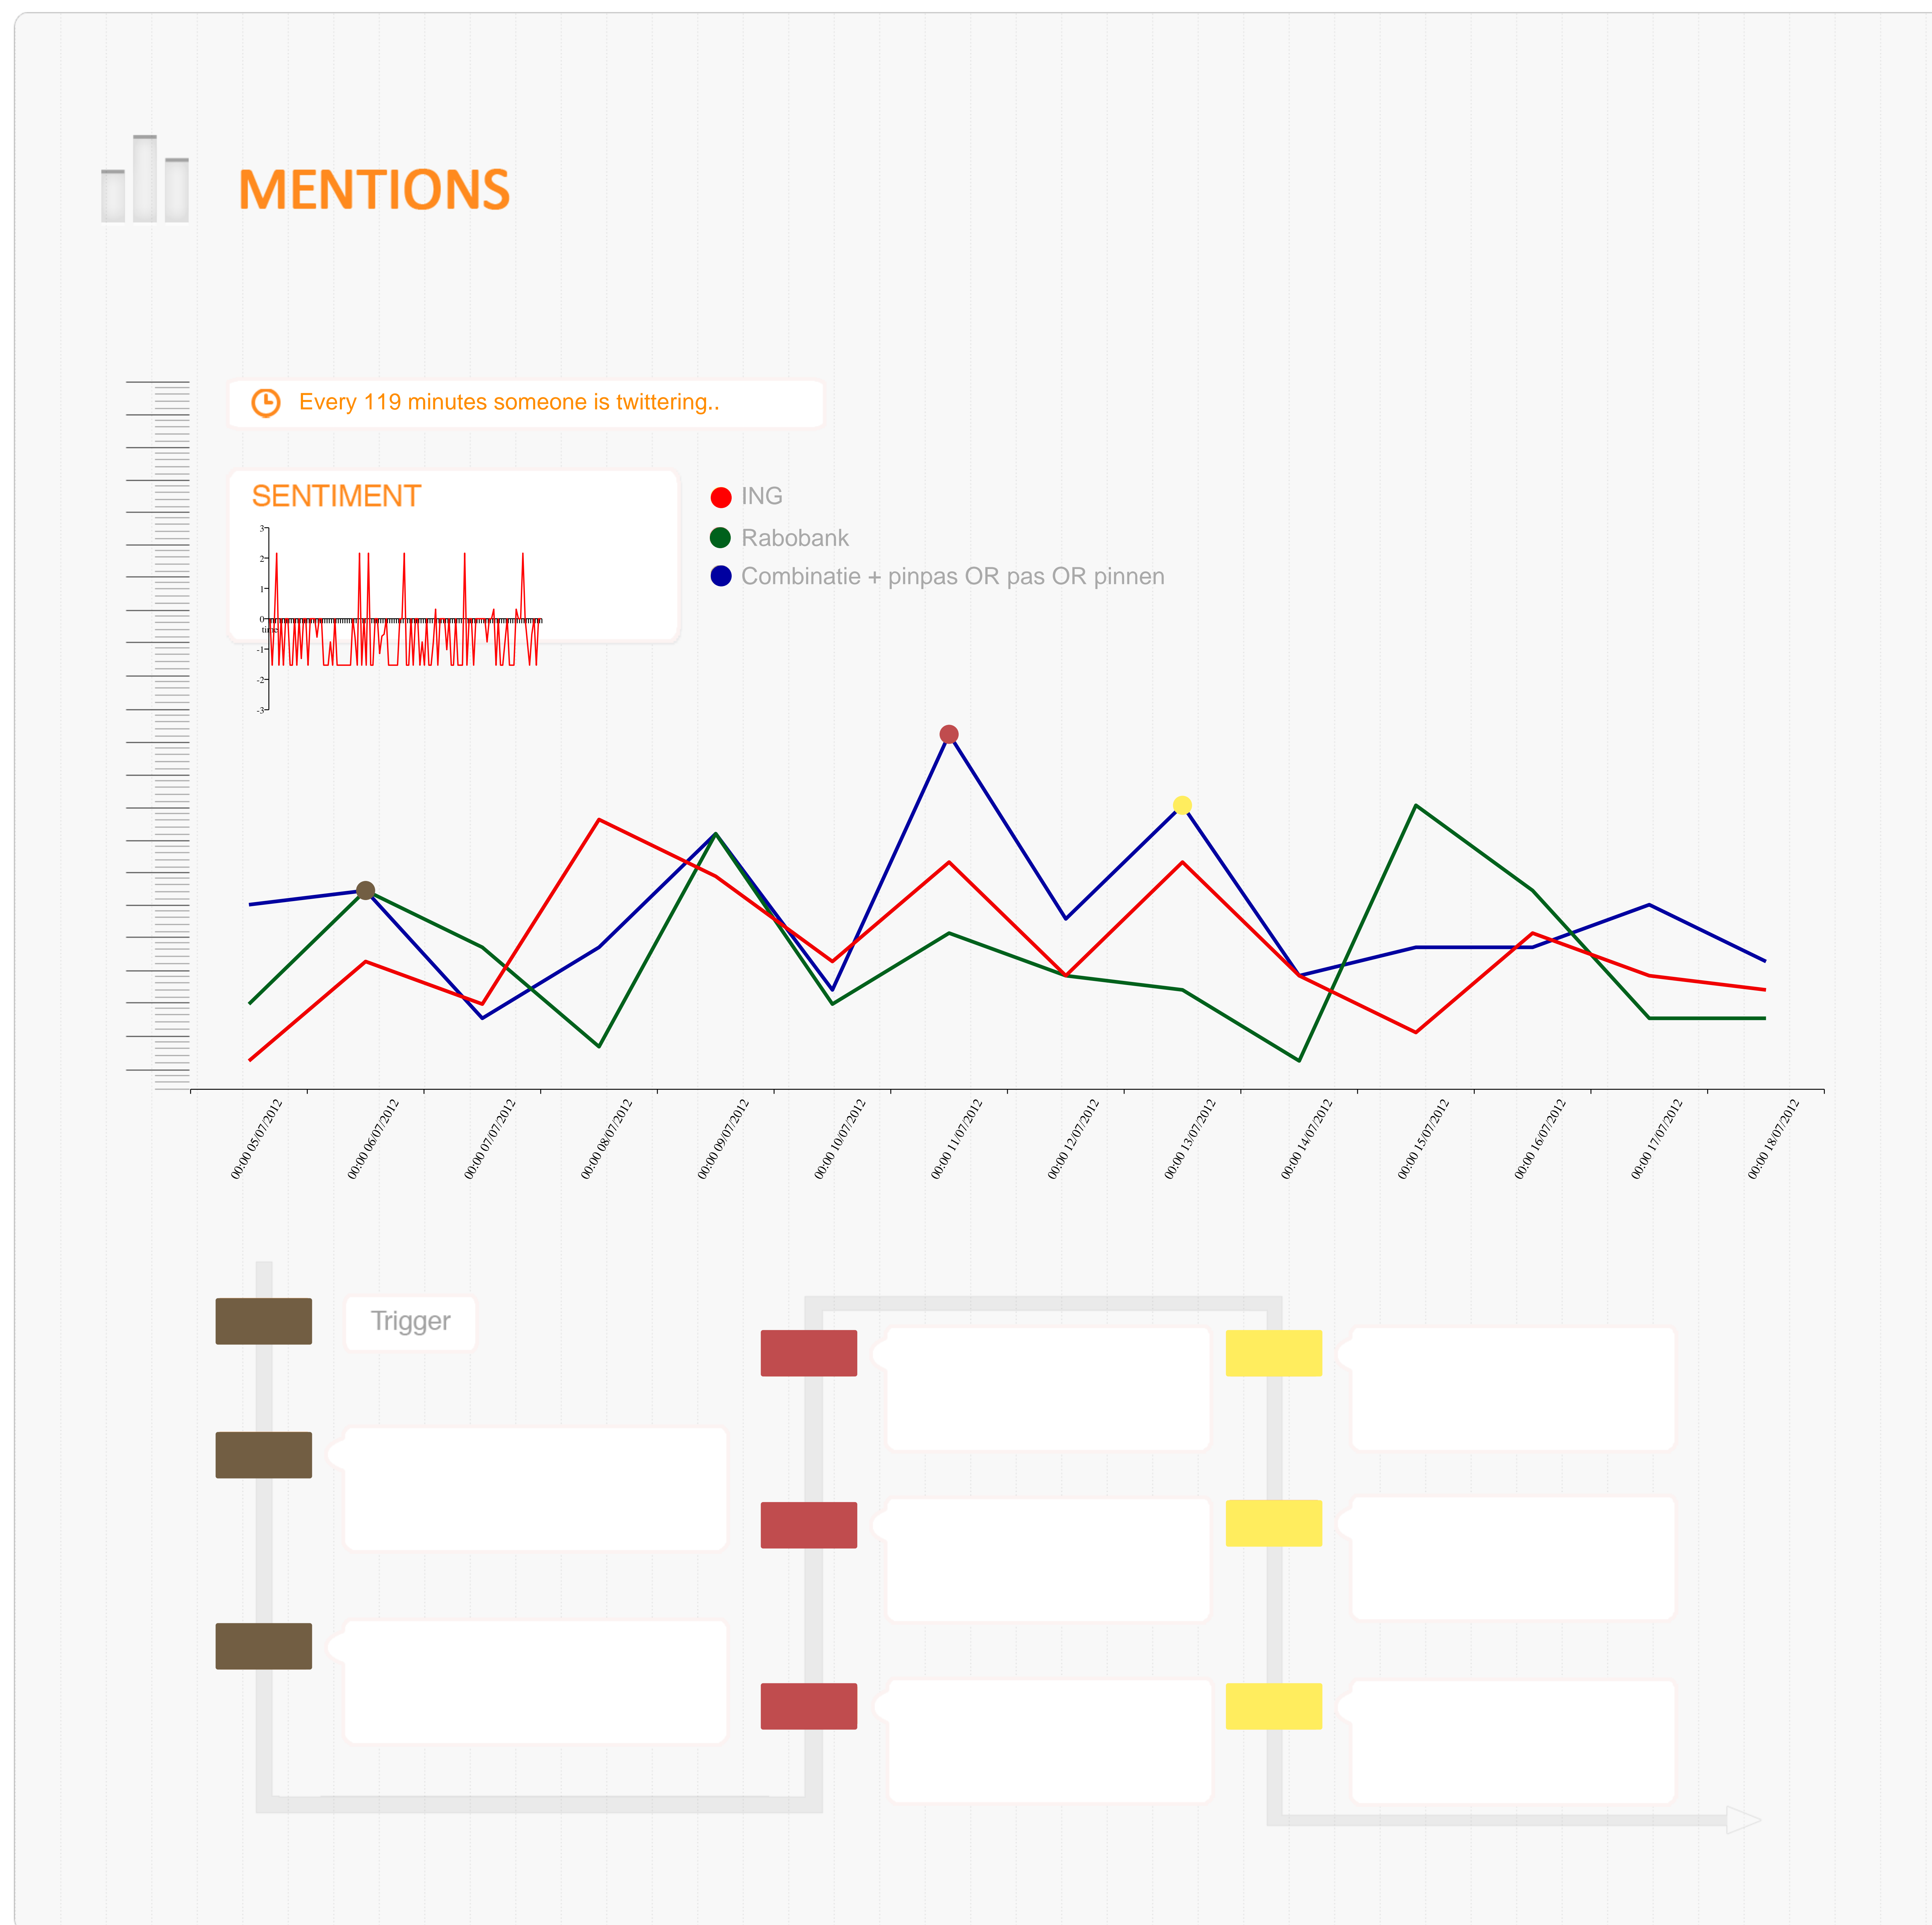 MENTIONS
Every 119 minutes someone is twittering..
SENTIMENT
3
2
1
0
time
-1
-2
-3
ING
Rabobank
Combinatie + pinpas OR pas OR pinnen
00:00 05/07/2012
00:00 06/07/2012
00:00 07/07/2012
00:00 08/07/2012
00:00 09/07/2012
00:00 10/07/2012
00:00 11/07/2012
00:00 12/07/2012
00:00 13/07/2012
00:00 14/07/2012
00:00 15/07/2012
00:00 16/07/2012
00:00 17/07/2012
00:00 18/07/2012
Trigger